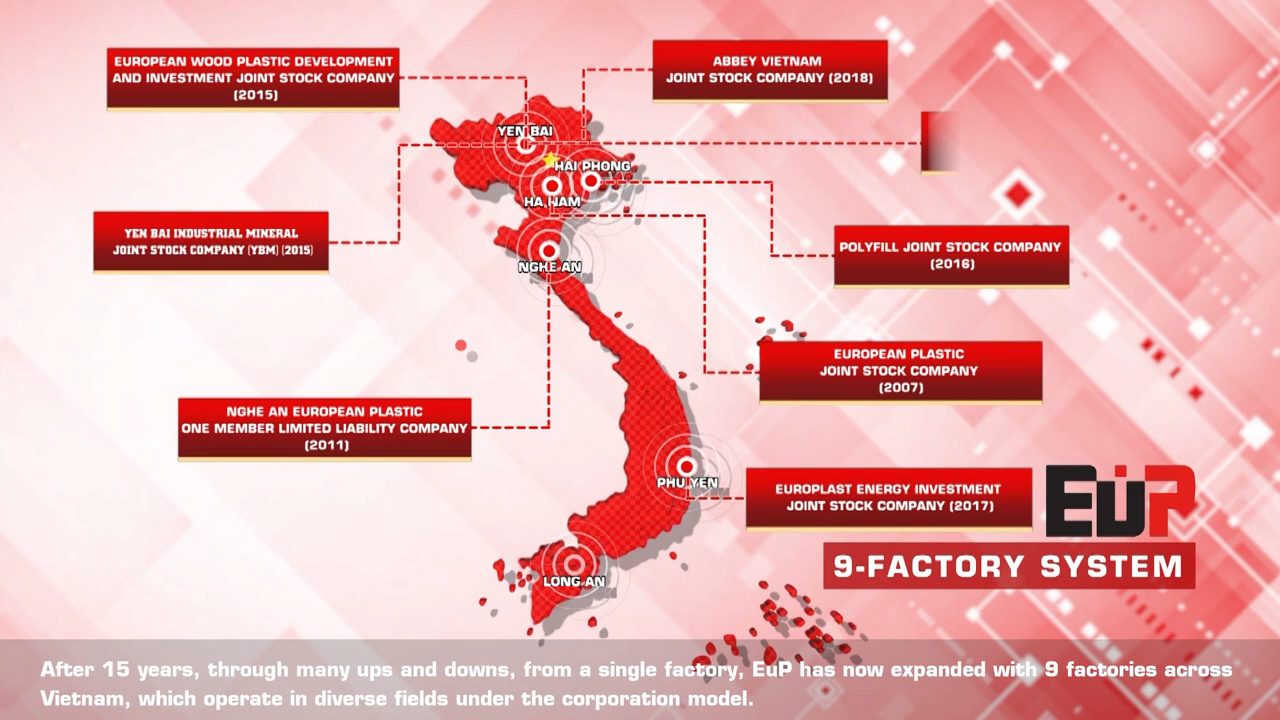 EUROPEAN WOOD PLASTIC DEVELOPMENT
AND INVESTMENT JOINT STOCK COMPANY
(2015)
ABBEY VIETNAM
JOINT STOCK COMPANY (2018)
YEN BAI
HAI PHONG
HA NAM
YEN BAI INDUSTRIAL MINERAL
JOINT STOCK COMPANY (YBM) (2015)
POLYFILL JOINT STOCK COMPANY
(2016)
NGHE AN
EUROPEAN PLASTIC
JOINT STOCK COMPANY
(2007)
NGHE AN EUROPEAN PLASTIC
ONE MEMBER LIMITED LIABILITY COMPANY
(2011)
PHU YEN
EUROPLAST ENERGY INVESTMENT
JOINT STOCK COMPANY (2017)
EuP
9-FACTORY SYSTEM
LONG AN
After 15 years, through many ups and downs, from a single factory, EuP has now expanded with 9 factories across
Vietnam, which operate in diverse fields under the corporation model.